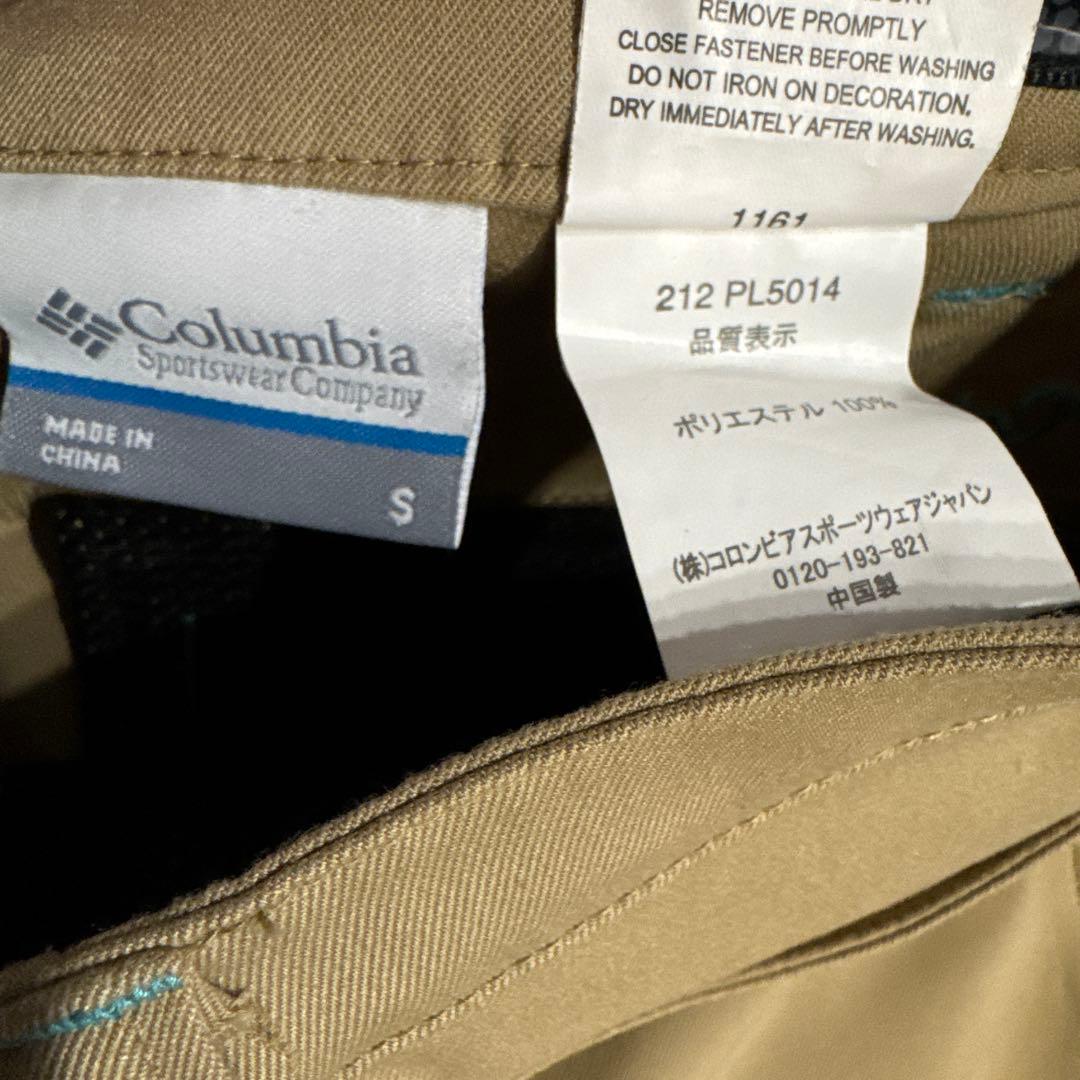 Columbia
Sportswear Company
MADE IN
CHINA
S
REMOVE PROMPTLY
CLOSE FASTENER BEFORE WASHING
DO NOT IRON ON DECORATION.
DRY IMMEDIATELY AFTER WASHING.
1161
212 PL5014
品質表示
ポリエステル 100%
(株)コロンビアスポーツウェアジャパン
0120-193-821
中国製